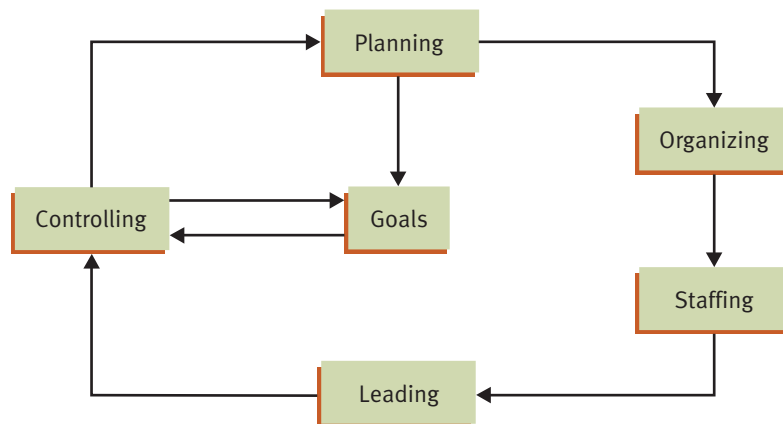 Planning
Organizing
Controlling
Goals
Staffing
Leading